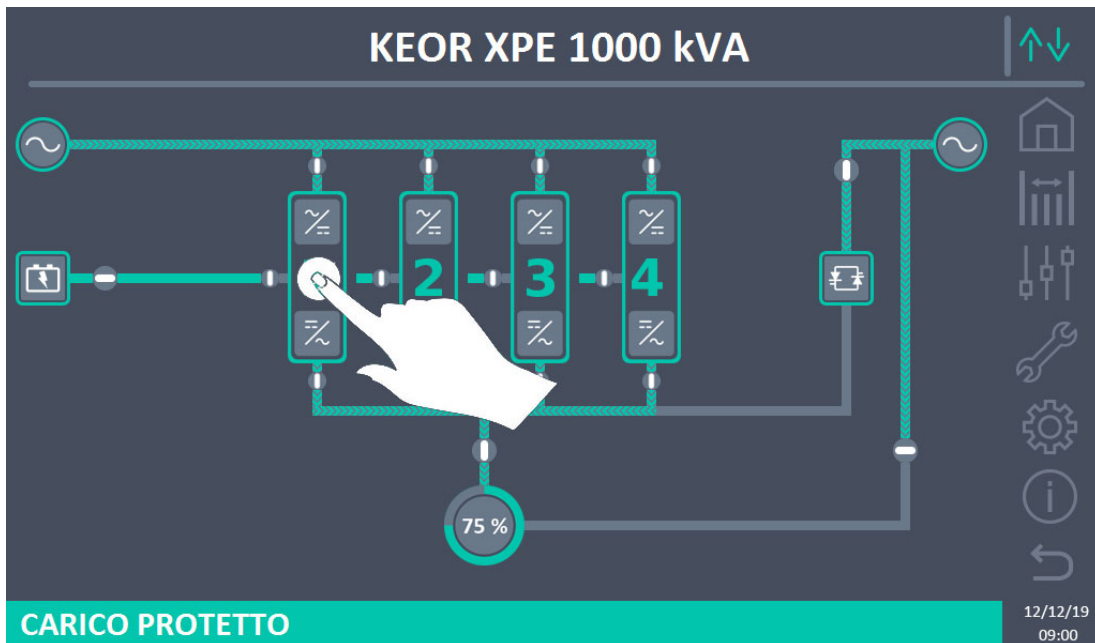 KEOR XPE 1000 kVA
2 3 4
75 %
CARICO PROTETTO
12/12/19
09:00